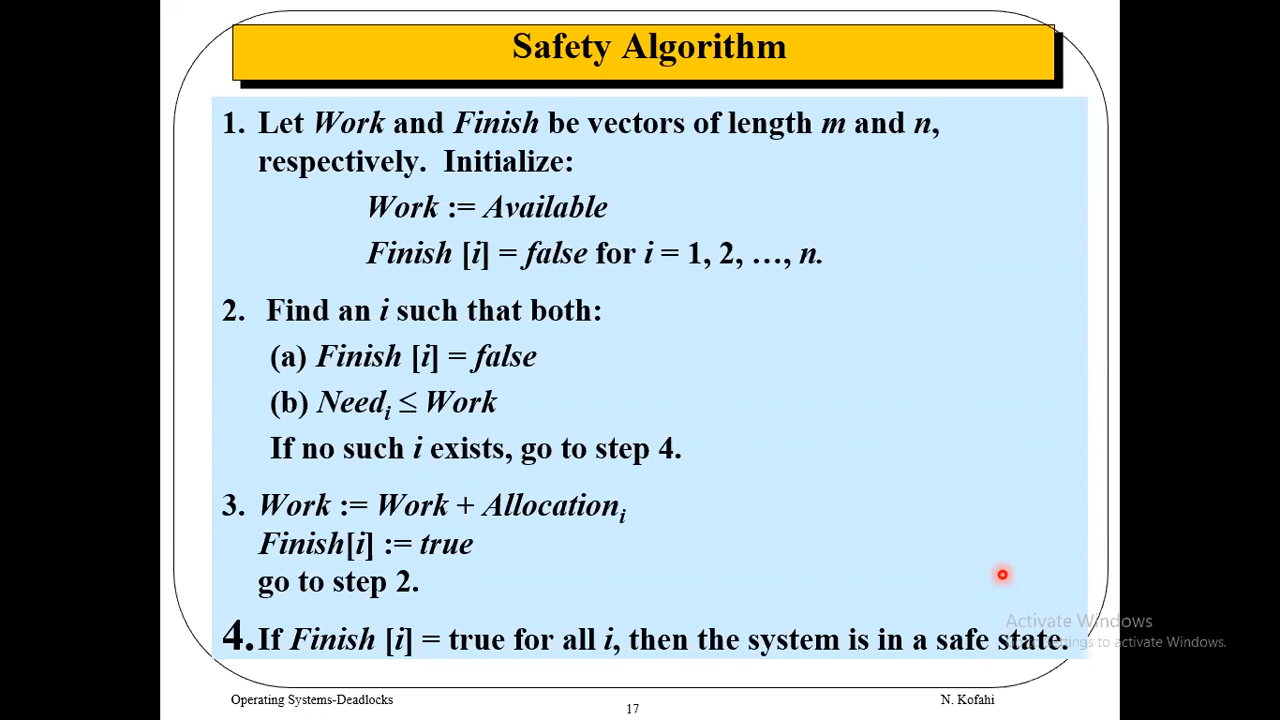 Safety Algorithm
1. Let Work and Finish be vectors of length m and n,
respectively. Initialize:
Work := Available
Finish [i] = false for i = 1, 2, …, n.
2. Find an i such that both:
(a) Finish [i] = false
(b) Needi ≤ Work
If no such i exists, go to step 4.
3. Work := Work + Allocationi
Finish[i] := true
go to step 2.
4. If Finish [i] = true for all i, then the system is in a safe state.
Activate Windows
to activate Windows.
Operating Systems-Deadlocks
17
N. Kofahi